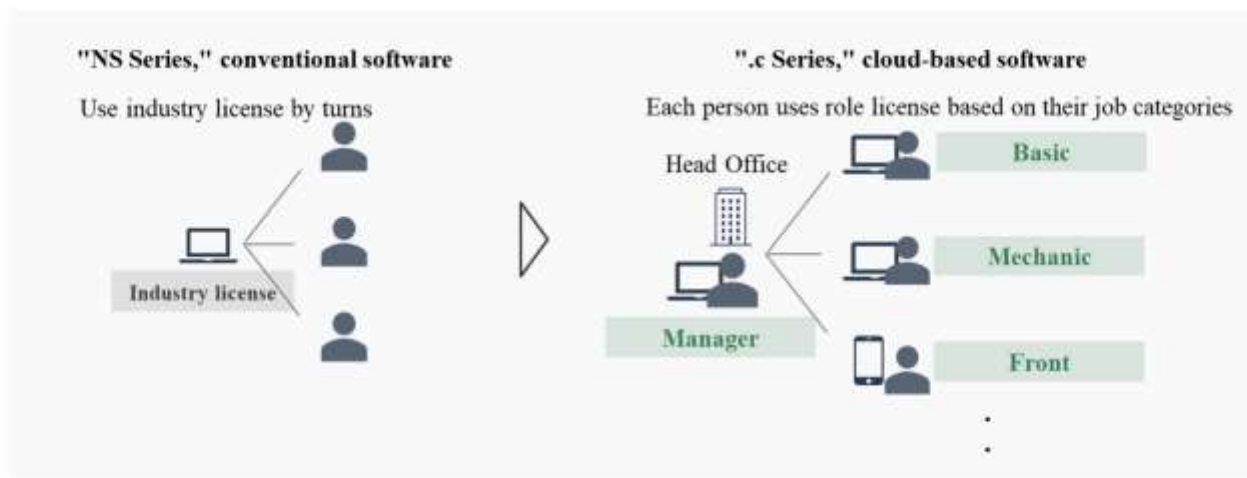 "NS Series," conventional software
Use industry license by turns
Industry license
".c Series," cloud-based software
Each person uses role license based on their job categories
Head Office
Manager
Basic
Mechanic
Front